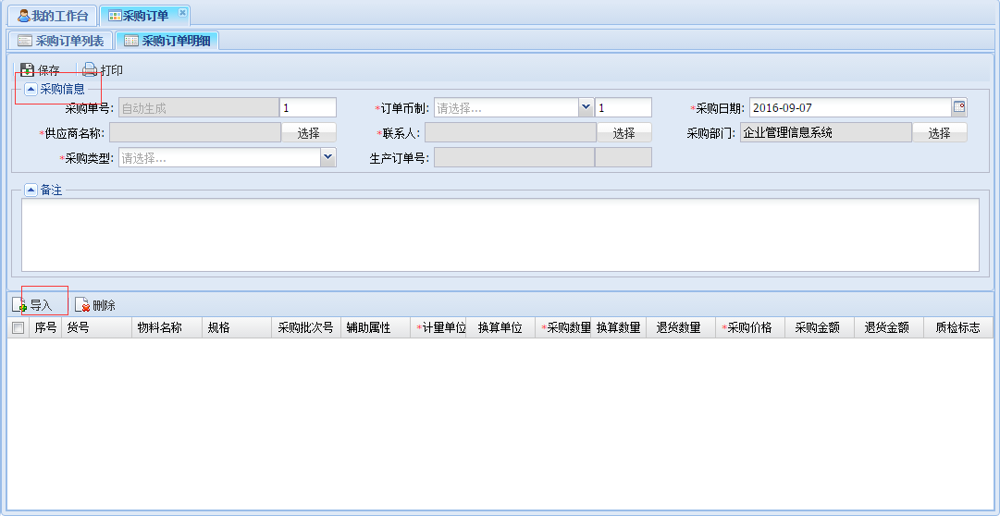 我的工作台 采购订单
采购订单列表 采购订单明细
保存 打印
采购信息
采购单号: 自动生成 1 *订单币制: 请选择... 1 *采购日期: 2016-09-07
*供应商名称: 选择 *联系人: 选择 采购部门: 企业管理信息系统 选择
*采购类型: 请选择... 生产订单号:
备注
导入 删除
序号 货号 物料名称 规格 采购批次号 辅助属性 *计量单位 换算单位 *采购数量 换算数量 退货数量 *采购价格 采购金额 退货金额 质检标志